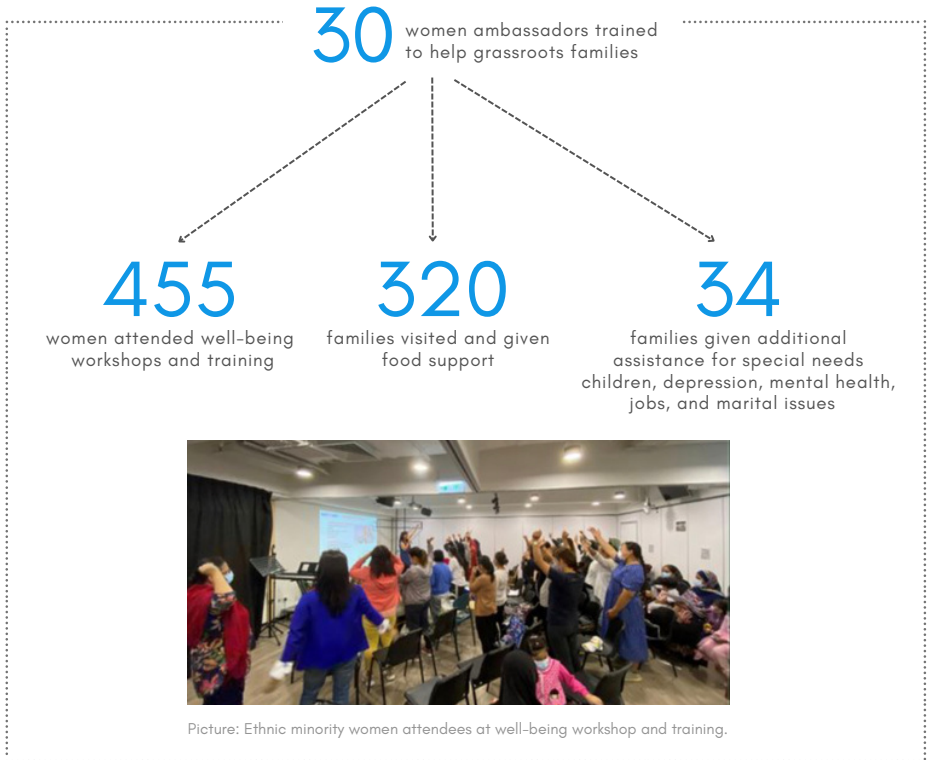 30
women ambassadors trained
to help grassroots families
455
women attended well-being
workshops and training
320
families visited and given
food support
34
families given additional
assistance for special needs
children, depression, mental health,
jobs, and marital issues
Picture: Ethnic minority women attendees at well-being workshop and training.